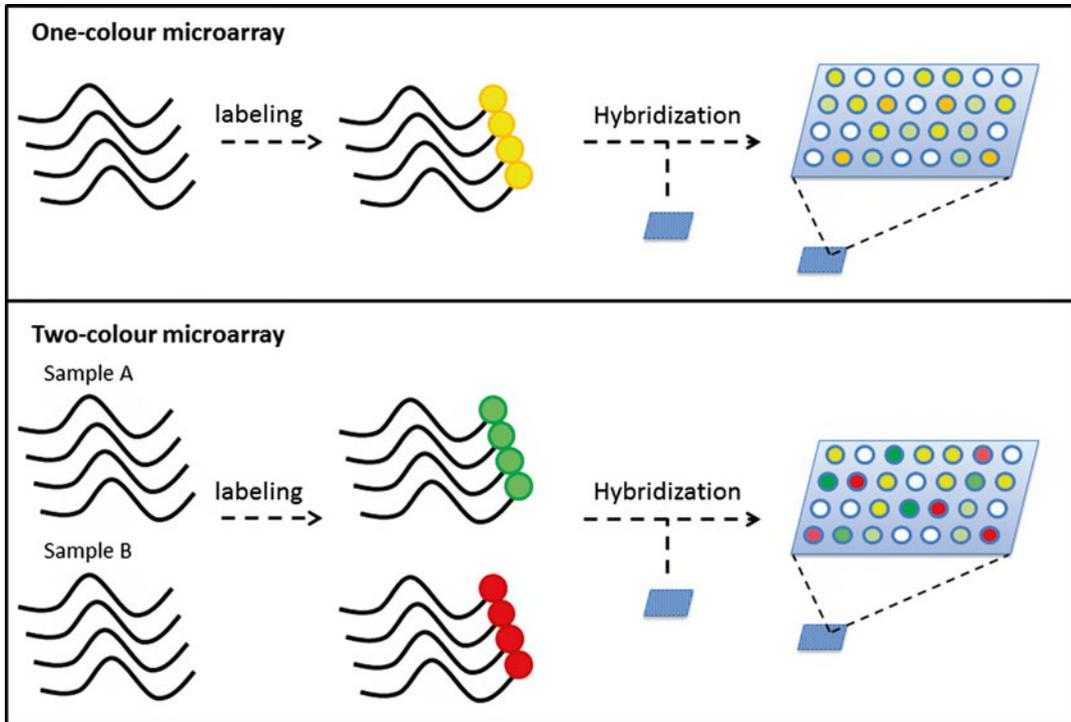 One-colour microarray
labeling
Hybridization
Two-colour microarray
Sample A
labeling
Hybridization
Sample B